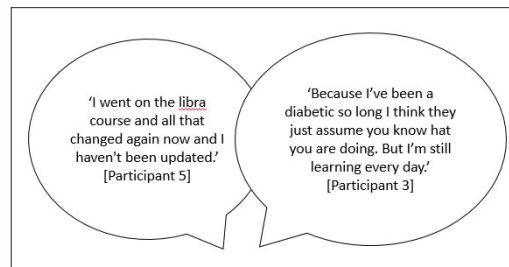 ‘I went on the libra
course and all that
changed again now and I
haven't been updated.’
[Participant 5]
‘Because I’ve been a
diabetic so long I think they
just assume you know hat
you are doing. But I’m still
learning every day.’
[Participant 3]